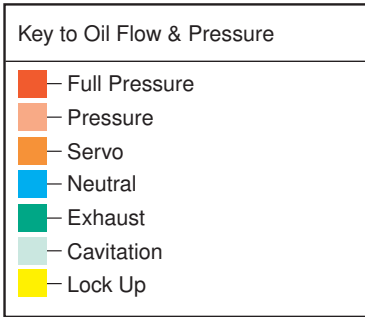 Key to Oil Flow & Pressure
Full Pressure
Pressure
Servo
Neutral
Exhaust
Cavitation
Lock Up